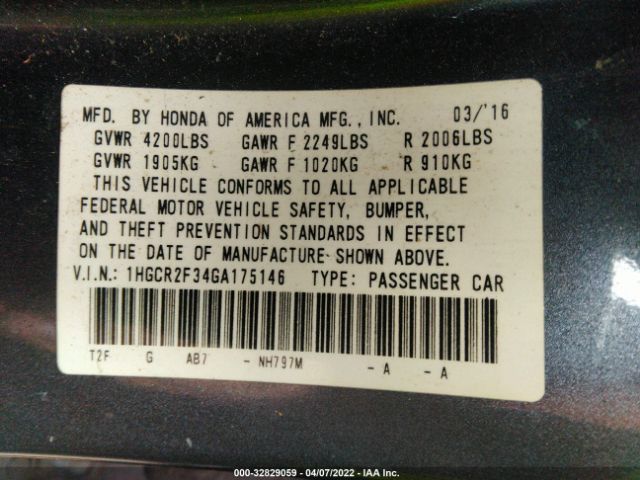 MFD. BY HONDA OF AMERICA MFG., INC. 03/'16
GVWR 4200LBS GAWR F 2249LBS R 2006LBS
GVWR 1905KG GAWR F 1020KG R 910KG
THIS VEHICLE CONFORMS TO ALL APPLICABLE
FEDERAL MOTOR VEHICLE SAFETY, BUMPER,
AND THEFT PREVENTION STANDARDS IN EFFECT
ON THE DATE OF MANUFACTURE SHOWN ABOVE.
V.I.N.: 1HGCR2F34GA175146 TYPE: PASSENGER CAR
T2F G AB7 - NH797M - A - A
000-32829059 - 04/07/2022 - IAA Inc.